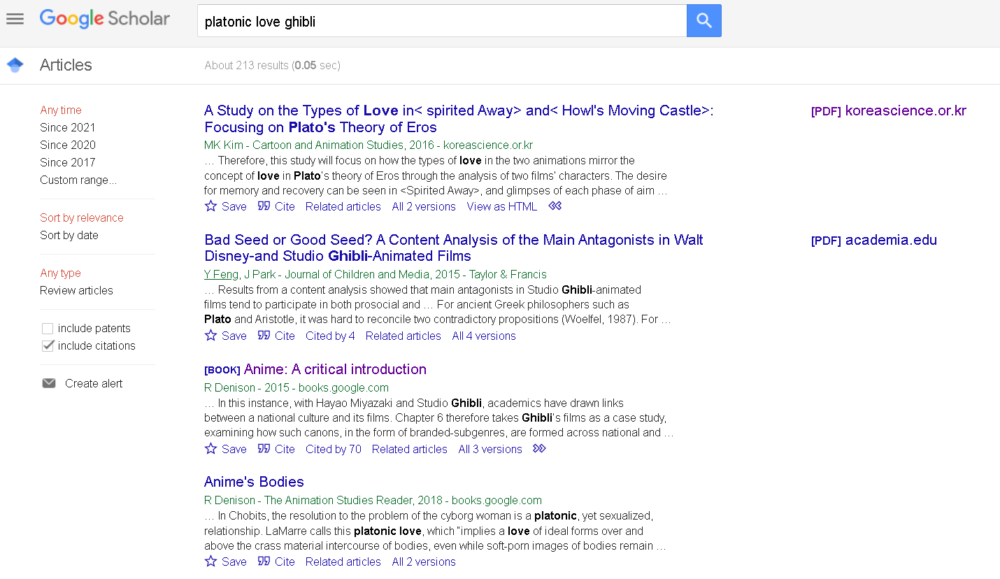 Google Scholar
platonic love ghibli
Articles
About 213 results (0.05 sec)
Any time
Since 2021
Since 2020
Since 2017
Custom range...
Sort by relevance
Sort by date
Any type
Review articles
include patents
include citations
Create alert
A Study on the Types of Love in< spirited Away> and< Howl's Moving Castle>:
Focusing on Plato's Theory of Eros
MK Kim - Cartoon and Animation Studies, 2016 - koreascience.or.kr
… Therefore, this study will focus on how the types of love in the two animations mirror the
concept of love in Plato's theory of Eros through the analysis of two films' characters. The desire
for memory and recovery can be seen in <Spirited Away>, and glimpses of each phase of aim …
Save Cite Related articles All 2 versions View as HTML
[PDF] koreascience.or.kr
Bad Seed or Good Seed? A Content Analysis of the Main Antagonists in Walt
Disney-and Studio Ghibli-Animated Films
Y Feng, J Park - Journal of Children and Media, 2015 - Taylor & Francis
… Results from a content analysis showed that main antagonists in Studio Ghibli-animated
films tend to participate in both prosocial and … For ancient Greek philosophers such as
Plato and Aristotle, it was hard to reconcile two contradictory propositions (Woelfel, 1987). For …
Save Cite Cited by 4 Related articles All 4 versions
[PDF] academia.edu
[BOOK] Anime: A critical introduction
R Denison - 2015 - books.google.com
… In this instance, with Hayao Miyazaki and Studio Ghibli, academics have drawn links
between a national culture and its films. Chapter 6 therefore takes Ghibli's films as a case study,
examining how such canons, in the form of branded-subgenres, are formed across national and …
Save Cite Cited by 70 Related articles All 3 versions
Anime's Bodies
R Denison - The Animation Studies Reader, 2018 - books.google.com
… In Chobits, the resolution to the problem of the cyborg woman is a platonic, yet sexualized,
relationship. LaMarre calls this platonic love, which “implies a love of ideal forms over and
above the crass material intercourse of bodies, even while soft-porn images of bodies remain …
Save Cite Related articles All 2 versions